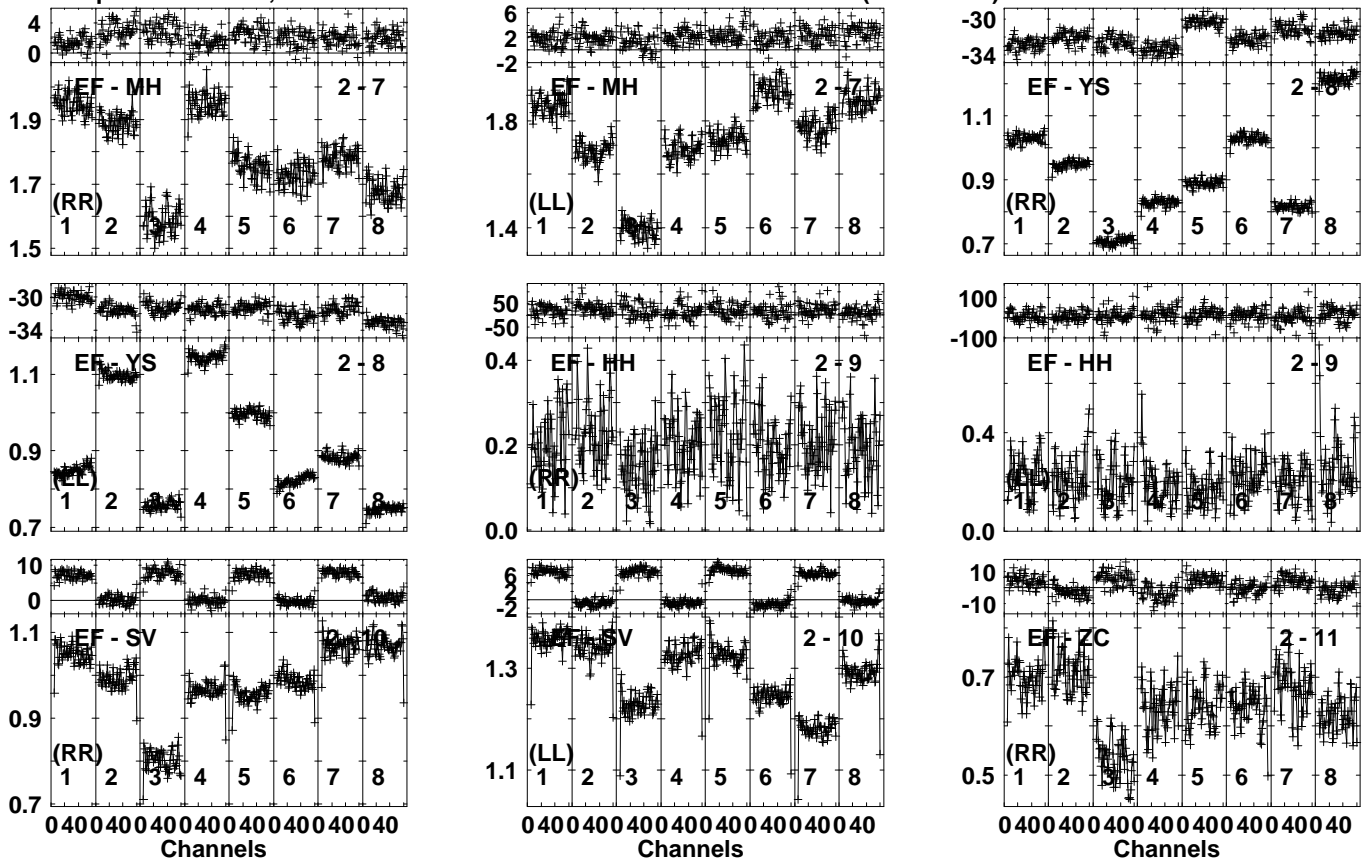 4 0 EF - MH 2 - 7 1.9 1.7 1.5 (RR) 1 2 3 4 5 6 7 8
6 2 -2 EF - MH 2 - 7 1.8 1.4 (LL) 1 2 3 4 5 6 7 8
-30 -34 EF - YS 2 - 8 1.1 0.9 0.7 (RR) 1 2 3 4 5 6 7 8
-30 -34 EF - YS 2 - 8 1.1 0.9 0.7 (LL) 1 2 3 4 5 6 7 8
50 -50 EF - HH 2 - 9 0.4 0.2 0.0 (RR) 1 2 3 4 5 6 7 8
100 -100 EF - HH 2 - 9 0.4 0.0 (LL) 1 2 3 4 5 6 7 8
10 0 EF - SV 2 - 10 1.1 0.9 0.7 (RR) 1 2 3 4 5 6 7 8
6 2 -2 EF - SV 2 - 10 1.3 1.1 (LL) 1 2 3 4 5 6 7 8
10 -10 EF - ZC 2 - 11 0.7 0.5 (RR) 1 2 3 4 5 6 7 8
0 40 0 40 0 40 0 40 0 40 0 40 0 40 0 40
Channels
0 40 0 40 0 40 0 40 0 40 0 40 0 40 0 40
Channels
0 40 0 40 0 40 0 40 0 40 0 40 0 40 0 40
Channels